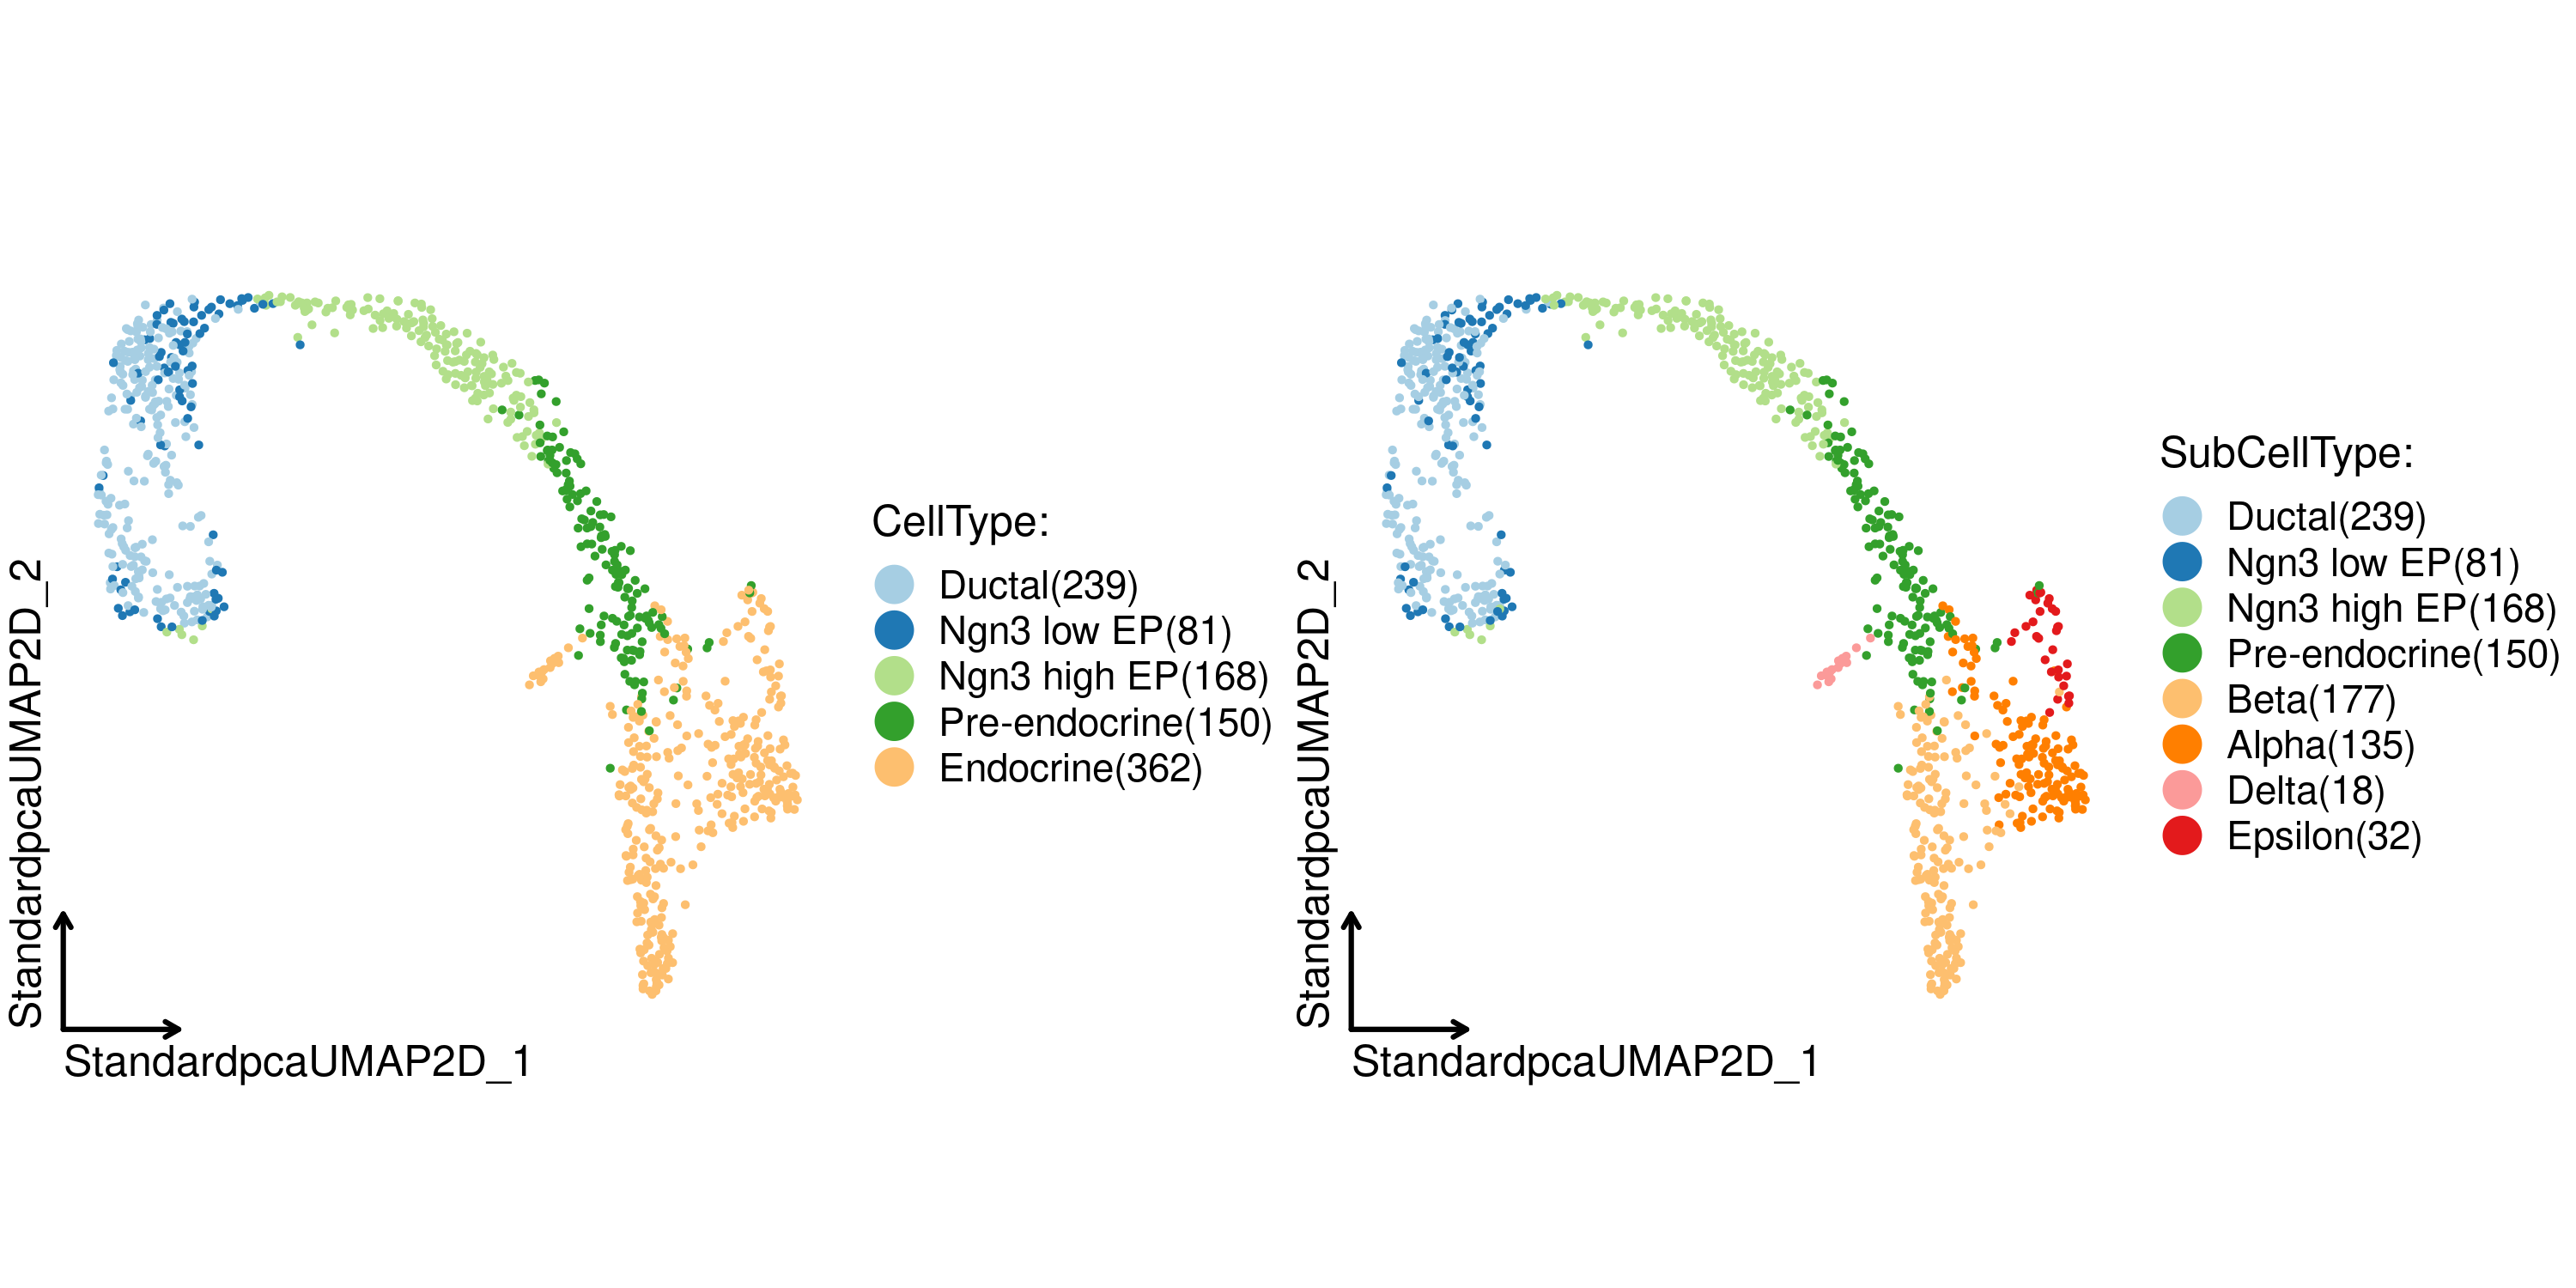 CellType:
Ductal(239)
Ngn3 low EP(81)
Ngn3 high EP(168)
Pre-endocrine(150)
Endocrine(362)
StandardpcaUMAP2D_2
StandardpcaUMAP2D_1
SubCellType:
Ductal(239)
Ngn3 low EP(81)
Ngn3 high EP(168)
Pre-endocrine(150)
Beta(177)
Alpha(135)
Delta(18)
Epsilon(32)
StandardpcaUMAP2D_2
StandardpcaUMAP2D_1